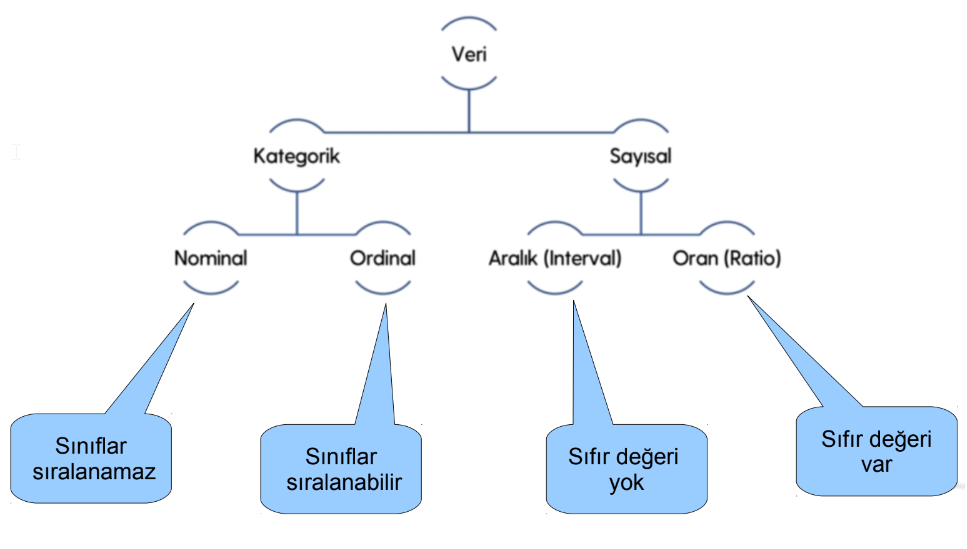 Veri
Kategorik
Sayısal
Nominal
Ordinal
Aralık (Interval)
Oran (Ratio)
Sınıflar
sıralanamaz
Sınıflar
sıralanabilir
Sıfır değeri
yok
Sıfır değeri
var